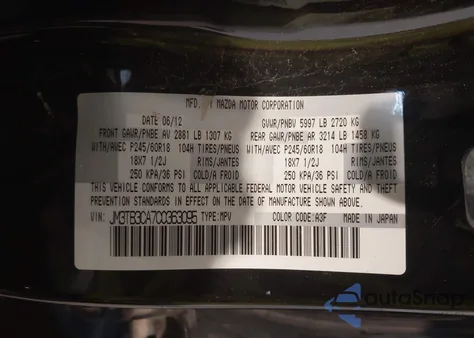 MFD. BY MAZDA MOTOR CORPORATION
DATE 06/12 GVWR/PNBV 5997 LB 2720 KG
FRONT GAWR/PNBE AV 2881 LB 1307 KG REAR GAWR/PNBE AR 3214 LB 1458 KG
WITH/AVEC P245/60R18 104H TIRES/PNEUS WITH/AVEC P245/60R18 104H TIRES/PNEUS
18X7 1/2J RIMS/JANTES 18X7 1/2J RIMS/JANTES
250 KPA/36 PSI COLD/A FROID 250 KPA/36 PSI COLD/A FROID
THIS VEHICLE CONFORMS TO ALL APPLICABLE FEDERAL MOTOR VEHICLE SAFETY, BUMPER, AND THEFT
PREVENTION STANDARDS IN EFFECT ON THE DATE OF MANUFACTURE SHOWN ABOVE.
VIN: JM3TB3CA7C0363095 TYPE:MPV COLOR CODE:A3F MADE IN JAPAN
autoSnap